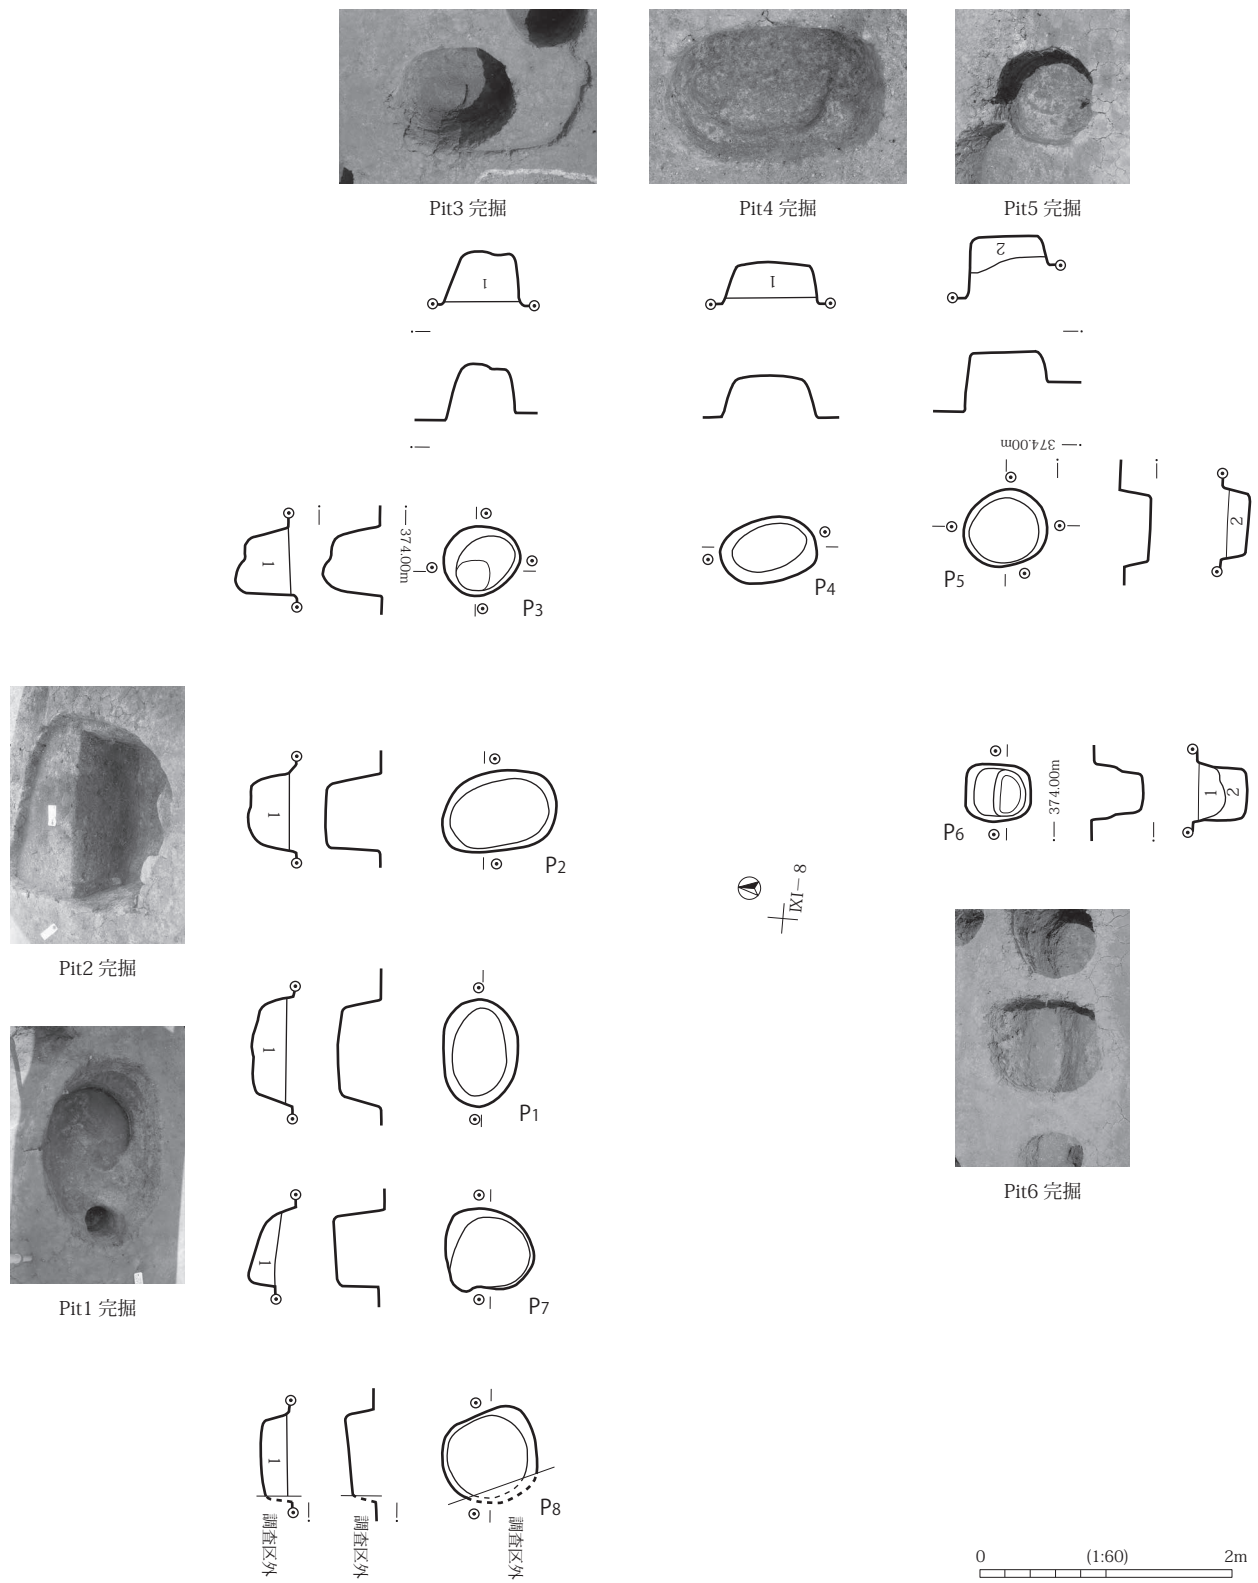 Pit3 完掘
Pit4 完掘
Pit5 完掘
1
1
2
374.00m
1
374.00m
P3
P4
P5
2
1
P2
374.00m
P6
1
2
IXI－8
Pit2 完掘
1
P1
Pit6 完掘
1
P7
Pit1 完掘
1
P8
調査区外
調査区外
調査区外
0
(1:60)
2m